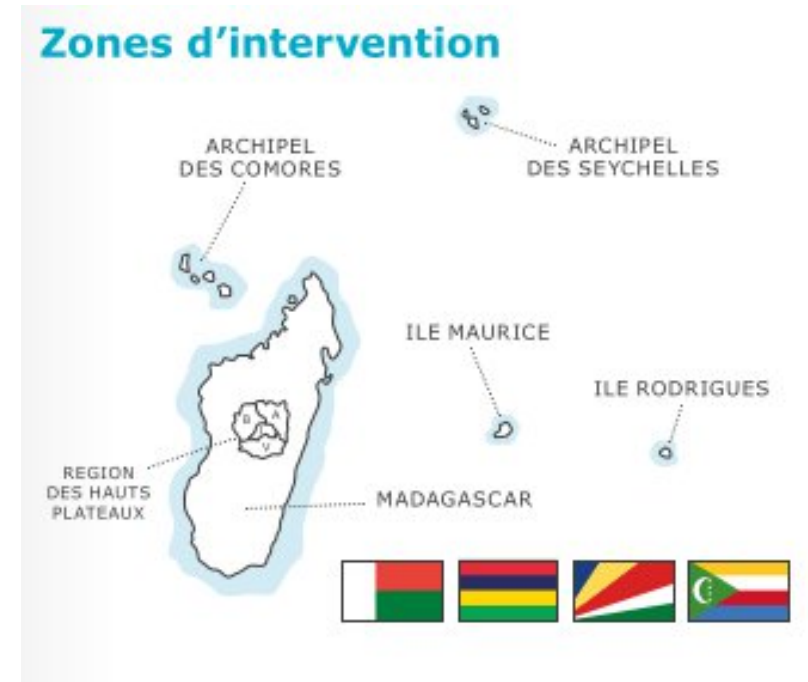 Zones d'intervention
ARCHIPEL
DES COMORES
ARCHIPEL
DES SEYCHELLES
ILE MAURICE
ILE RODRIGUES
B
A
V
REGION
DES HAUTS
PLATEAUX
MADAGASCAR